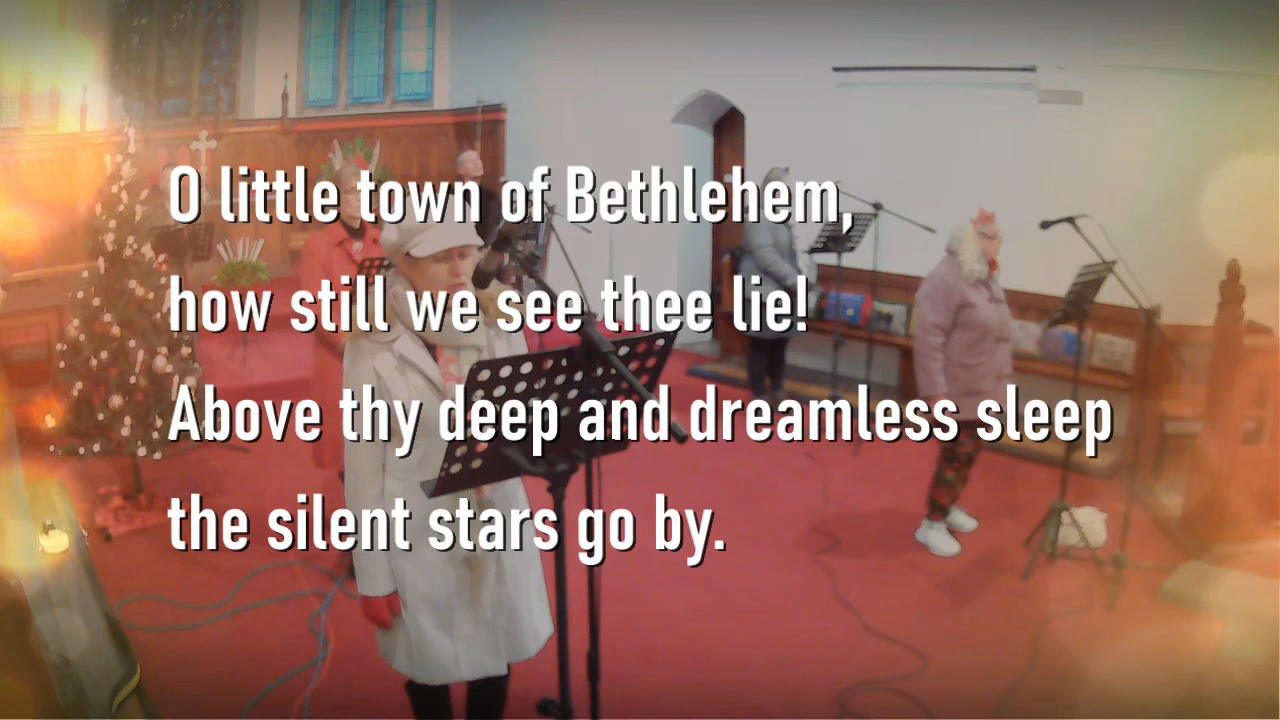 O little town of Bethlehem,
how still we see thee lie!
Above thy deep and dreamless sleep
the silent stars go by.